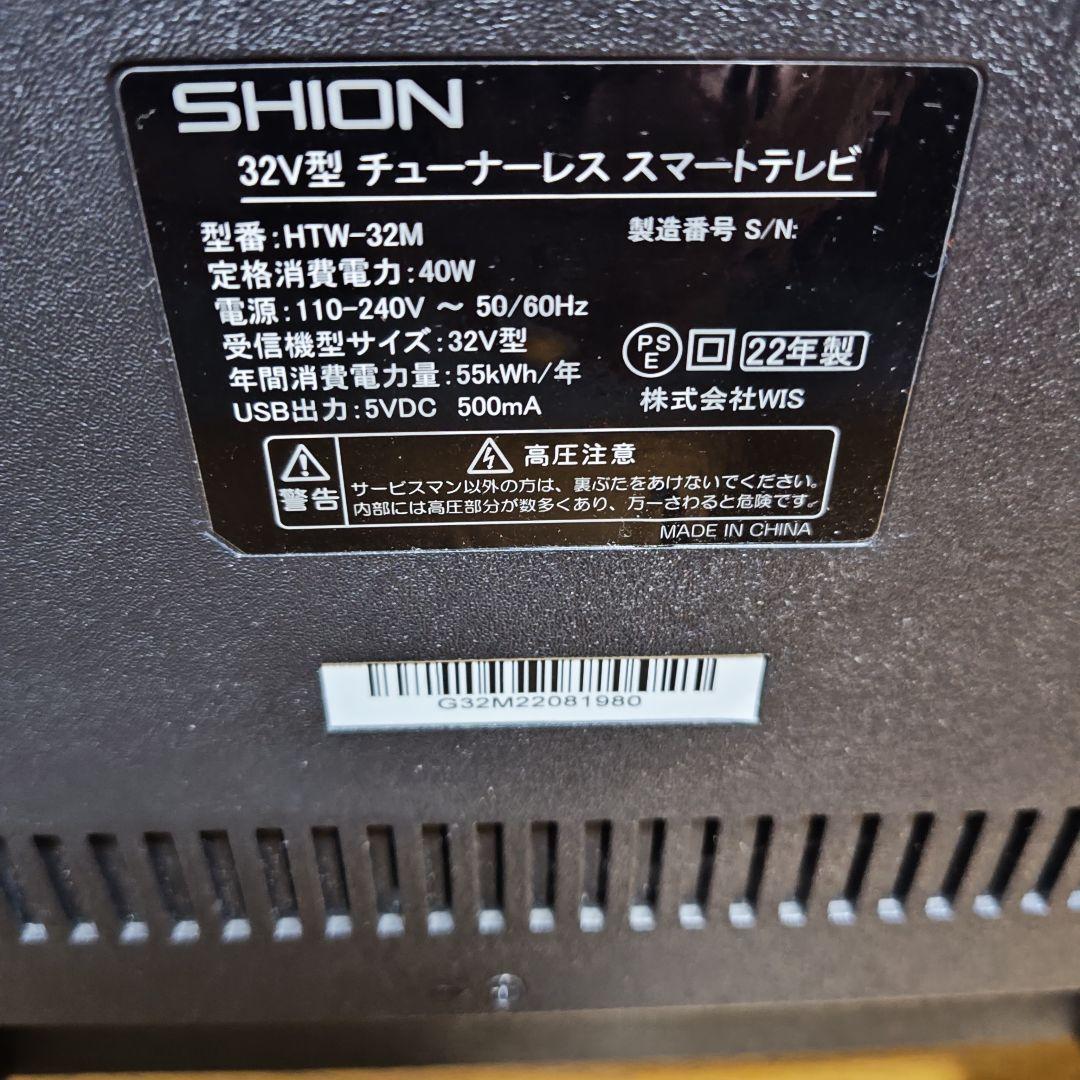 SHION
32V型 チューナーレス スマートテレビ
型番:HTW-32M
製造番号 S/N:
定格消費電力:40W
電源:110-240V ～ 50/60Hz
受信機型サイズ:32V型
年間消費電力量:55kWh/年
USB出力:5VDC 500mA
PSE
22年製
株式会社WIS
警告
高圧注意
サービスマン以外の方は、裏ぶたをあけないでください。
内部には高圧部分が数多くあり、万一さわると危険です。
MADE IN CHINA
G32M22081980